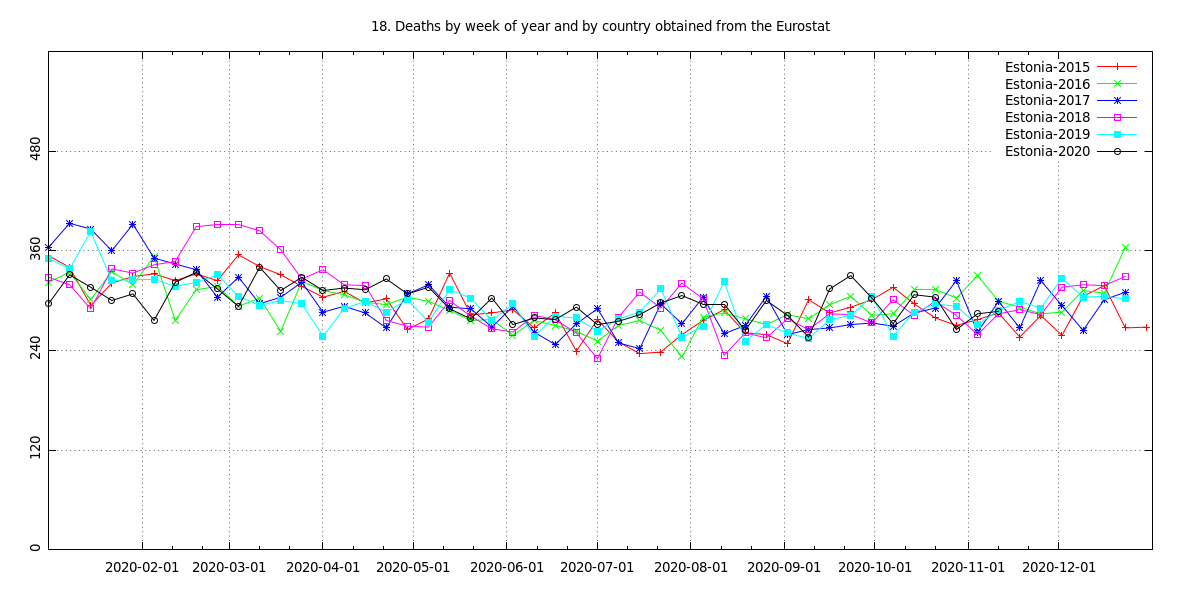 18. Deaths by week of year and by country obtained from the Eurostat
Estonia-2015
Estonia-2016
Estonia-2017
Estonia-2018
Estonia-2019
Estonia-2020
480
360
240
120
0
2020-02-01 2020-03-01 2020-04-01 2020-05-01 2020-06-01 2020-07-01 2020-08-01 2020-09-01 2020-10-01 2020-11-01 2020-12-01